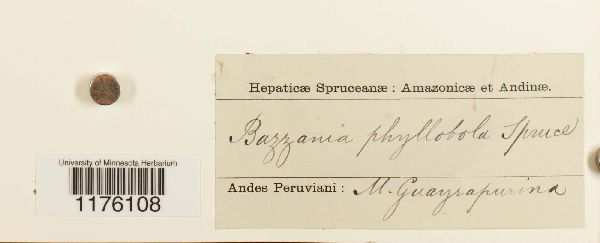 Hepaticæ Spruceanæ : Amazonicæ et Andinæ.
Bazzania phyllobola Spruce
Andes Peruviani : M. Guayrapurina
University of Minnesota Herbarium
1176108